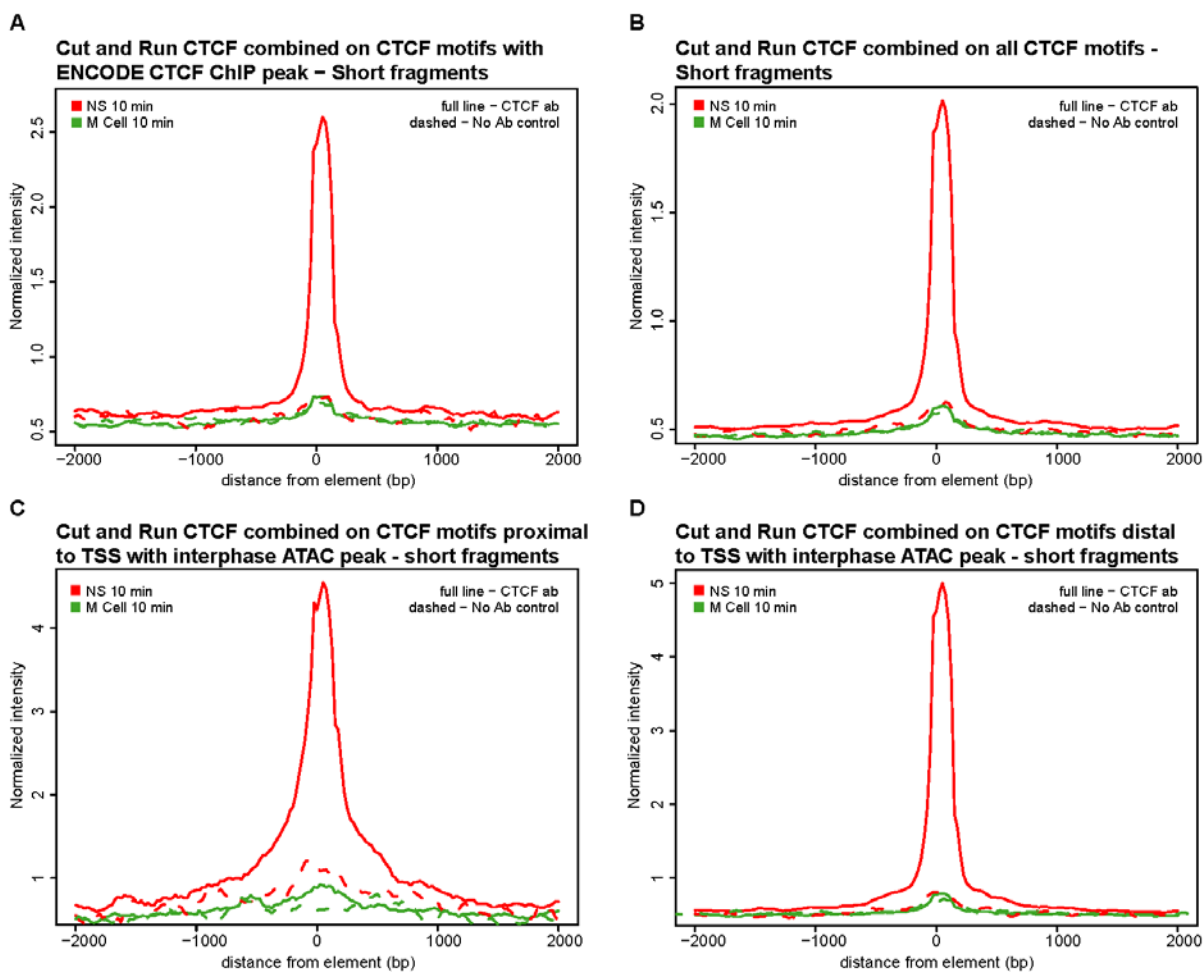 A
Cut and Run CTCF combined on CTCF motifs with
ENCODE CTCF ChIP peak – Short fragments
NS 10 min
M Cell 10 min
full line – CTCF ab
dashed – No Ab control
Normalized intensity
2.5
2.0
1.5
1.0
0.5
−2000
−1000
0
1000
2000
distance from element (bp)
B
Cut and Run CTCF combined on all CTCF motifs -
Short fragments
NS 10 min
M Cell 10 min
full line – CTCF ab
dashed – No Ab control
Normalized intensity
2.0
1.5
1.0
0.5
−2000
−1000
0
1000
2000
distance from element (bp)
C
Cut and Run CTCF combined on CTCF motifs proximal
to TSS with interphase ATAC peak - short fragments
NS 10 min
M Cell 10 min
full line – CTCF ab
dashed – No Ab control
Normalized intensity
4
3
2
1
−2000
−1000
0
1000
2000
distance from element (bp)
D
Cut and Run CTCF combined on CTCF motifs distal
to TSS with interphase ATAC peak - short fragments
NS 10 min
M Cell 10 min
full line – CTCF ab
dashed – No Ab control
Normalized intensity
5
4
3
2
1
−2000
−1000
0
1000
2000
distance from element (bp)